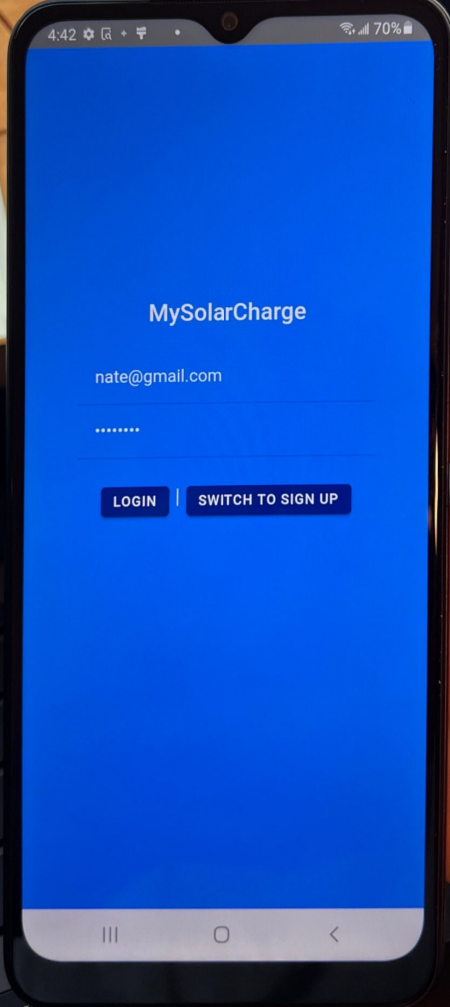 4:42 70%
MySolarCharge
nate@gmail.com
••••••••
LOGIN | SWITCH TO SIGN UP